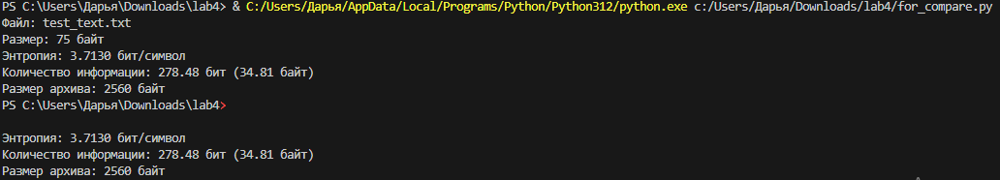 PS C:\Users\Дарья\Downloads\lab4> & C:/Users/Дарья/AppData/Local/Programs/Python/Python312/python.exe c:/Users/Дарья/Downloads/lab4/for_compare.py
Файл: test_text.txt
Размер: 75 байт
Энтропия: 3.7130 бит/символ
Количество информации: 278.48 бит (34.81 байт)
Размер архива: 2560 байт
PS C:\Users\Дарья\Downloads\lab4>
Энтропия: 3.7130 бит/символ
Количество информации: 278.48 бит (34.81 байт)
Размер архива: 2560 байт